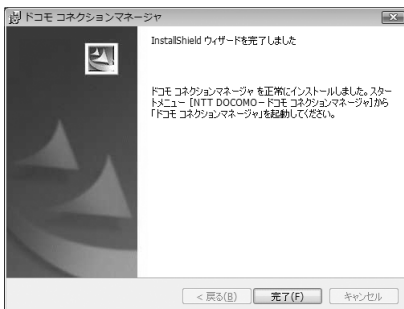 ドコモ コネクションマネージャ
InstallShield ウィザードを完了しました
ドコモ コネクションマネージャ を正常にインストールしました。スター
トメニュー [NTT DOCOMO－ドコモ コネクションマネージャ]から
「ドコモ コネクションマネージャ」を起動してください。
< 戻る(B) 完了(F) キャンセル